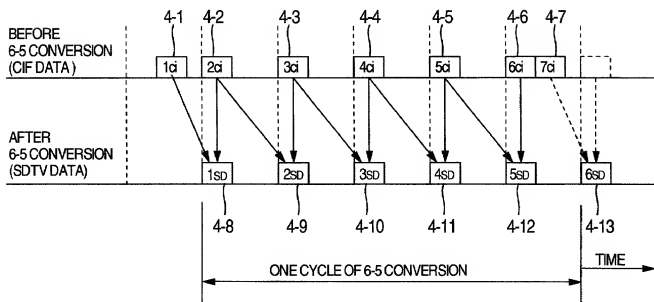 4-1 4-2 4-3 4-4 4-5 4-6 4-7
BEFORE
6-5 CONVERSION
(CIF DATA)
1ci 2ci 3ci 4ci 5ci 6ci 7ci
AFTER
6-5 CONVERSION
(SDTV DATA)
1SD 2SD 3SD 4SD 5SD 6SD
4-8 4-9 4-10 4-11 4-12 4-13
ONE CYCLE OF 6-5 CONVERSION
TIME